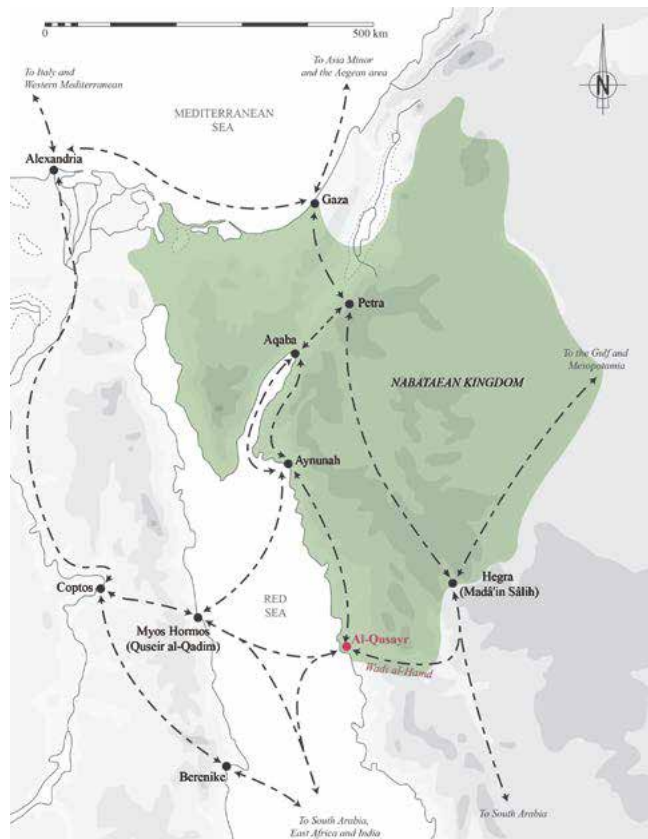 0
500 km
To Italy and
Western Mediterranean
To Asia Minor
and the Aegean area
N
MEDITERRANEAN
SEA
Alexandria
Gaza
Petra
Aqaba
To the Gulf and
Mesopotamia
NABATAEAN KINGDOM
Aynunah
Coptos
Hegra
(Madâ'in Sâlih)
RED
SEA
Myos Hormos
(Quseir al-Qadim)
Al-Qusayr
Wadi al-Hamd
Berenike
To South Arabia,
East Africa and India
To South Arabia